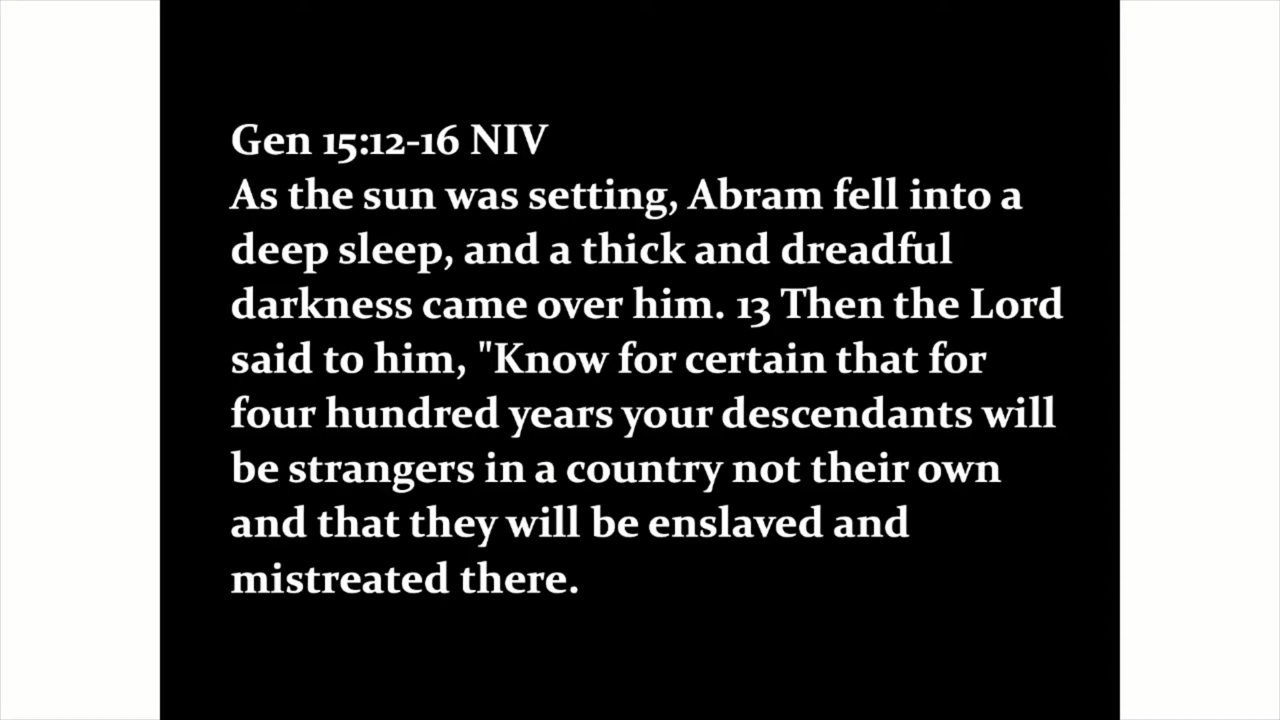 Gen 15:12-16 NIV
As the sun was setting, Abram fell into a
deep sleep, and a thick and dreadful
darkness came over him. 13 Then the Lord
said to him, "Know for certain that for
four hundred years your descendants will
be strangers in a country not their own
and that they will be enslaved and
mistreated there.